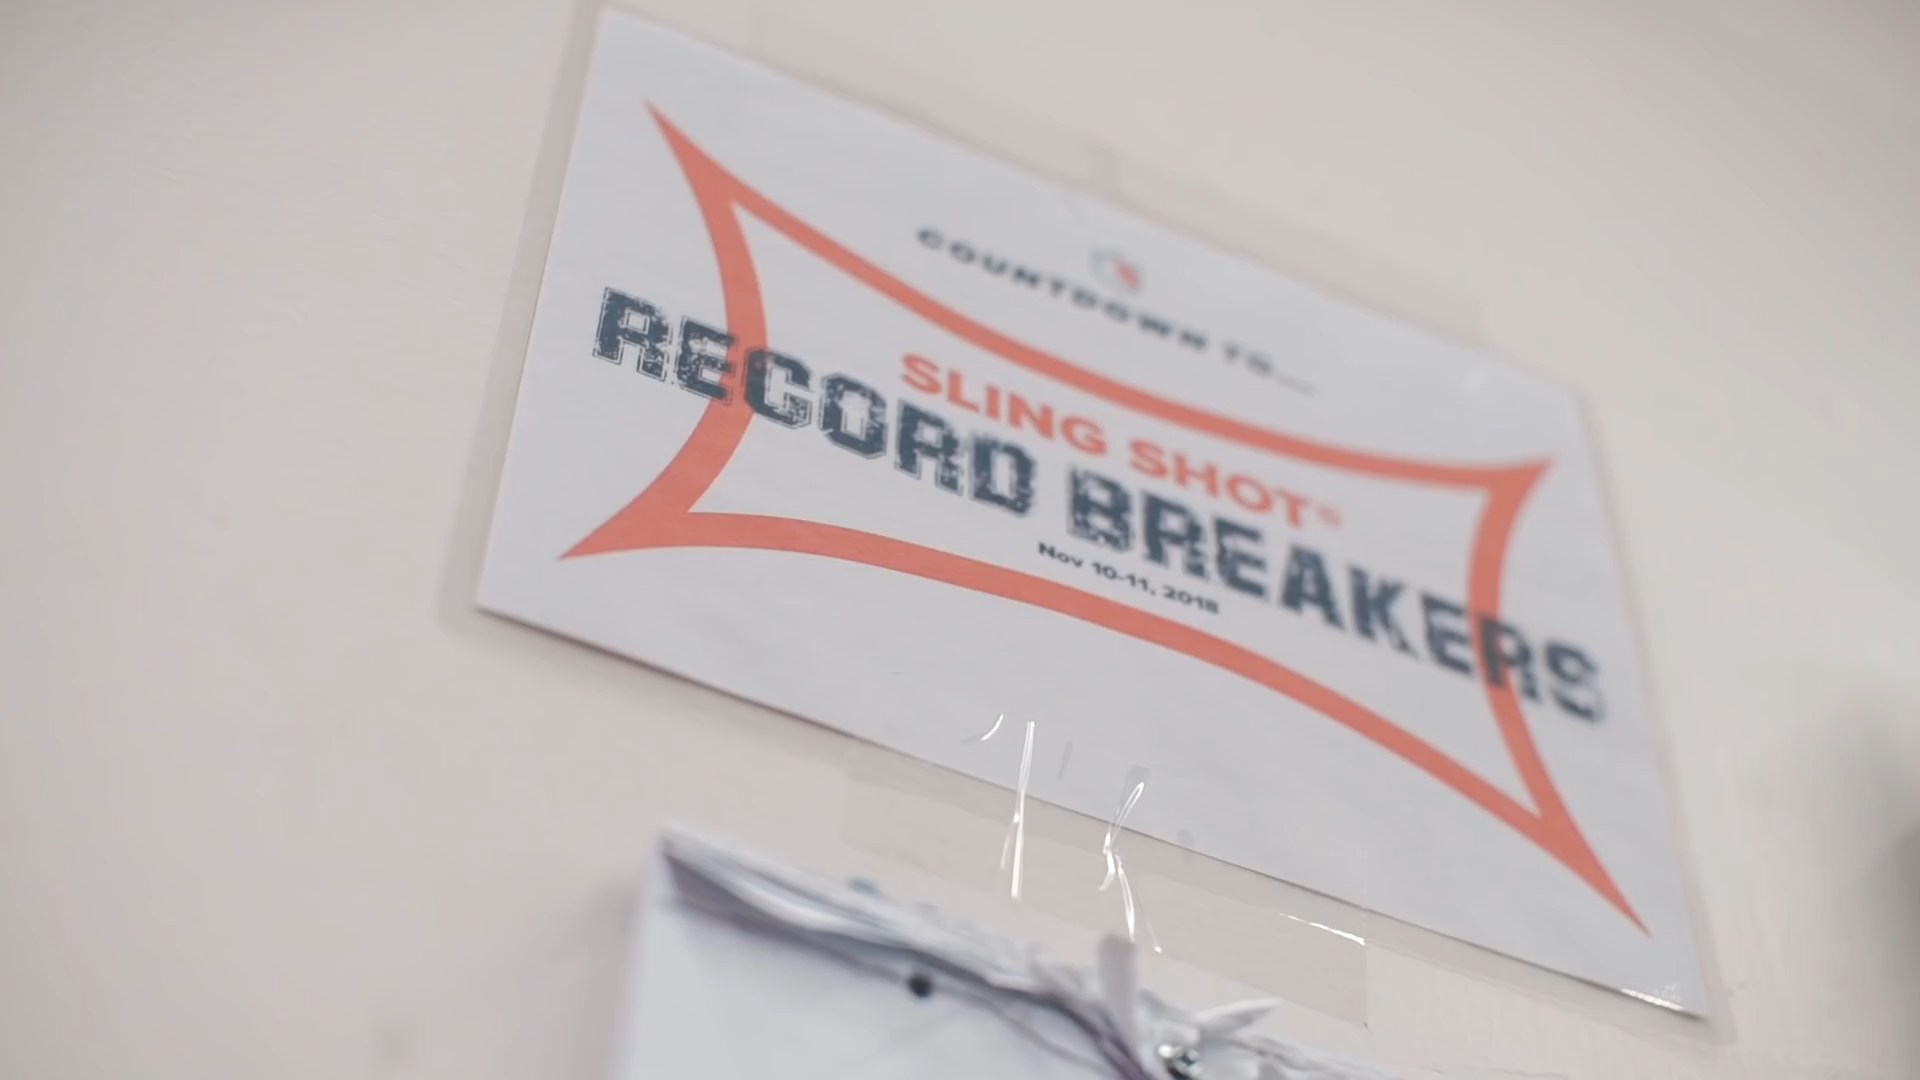 COUNTDOWN TO...
SLING SHOT®
RECORD BREAKERS
Nov 10-11, 2018